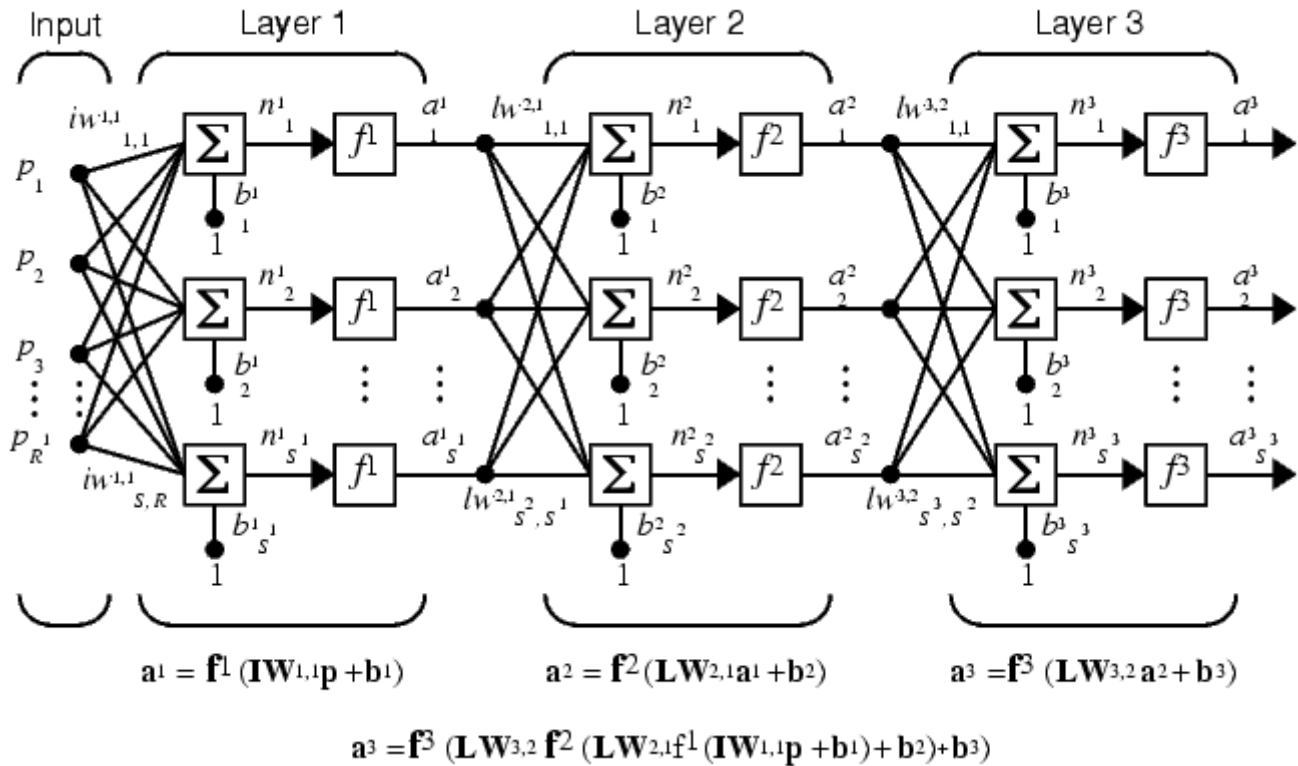 Input Layer 1 Layer 2 Layer 3
iw1,1 1,1 n1 1 a1 1 lw2,1 1,1 n2 1 a2 1 lw3,2 1,1 n3 1 a3 1
p1 Σ f1 Σ f2 Σ f3
b1 1 b2 1 b3 1
1 1 1
p2 n1 2 a1 2 n2 2 a2 2 n3 2 a3 2
Σ f1 Σ f2 Σ f3
p3 b1 2 b2 2 b3 2
1 1 1
pR1 n1 s1 a1 s1 n2 s2 a2 s2 n3 s3 a3 s3
Σ f1 Σ f2 Σ f3
iw1,1 s,R b1 s1 lw2,1 s2,s1 b2 s2 lw3,2 s3,s2 b3 s3
1 1 1
a1 = f1 (IW1,1p + b1) a2 = f2 (LW2,1a1 + b2) a3 = f3 (LW3,2 a2 + b3)
a3 = f3 (LW3,2 f2 (LW2,1f1 (IW1,1p + b1) + b2) + b3)